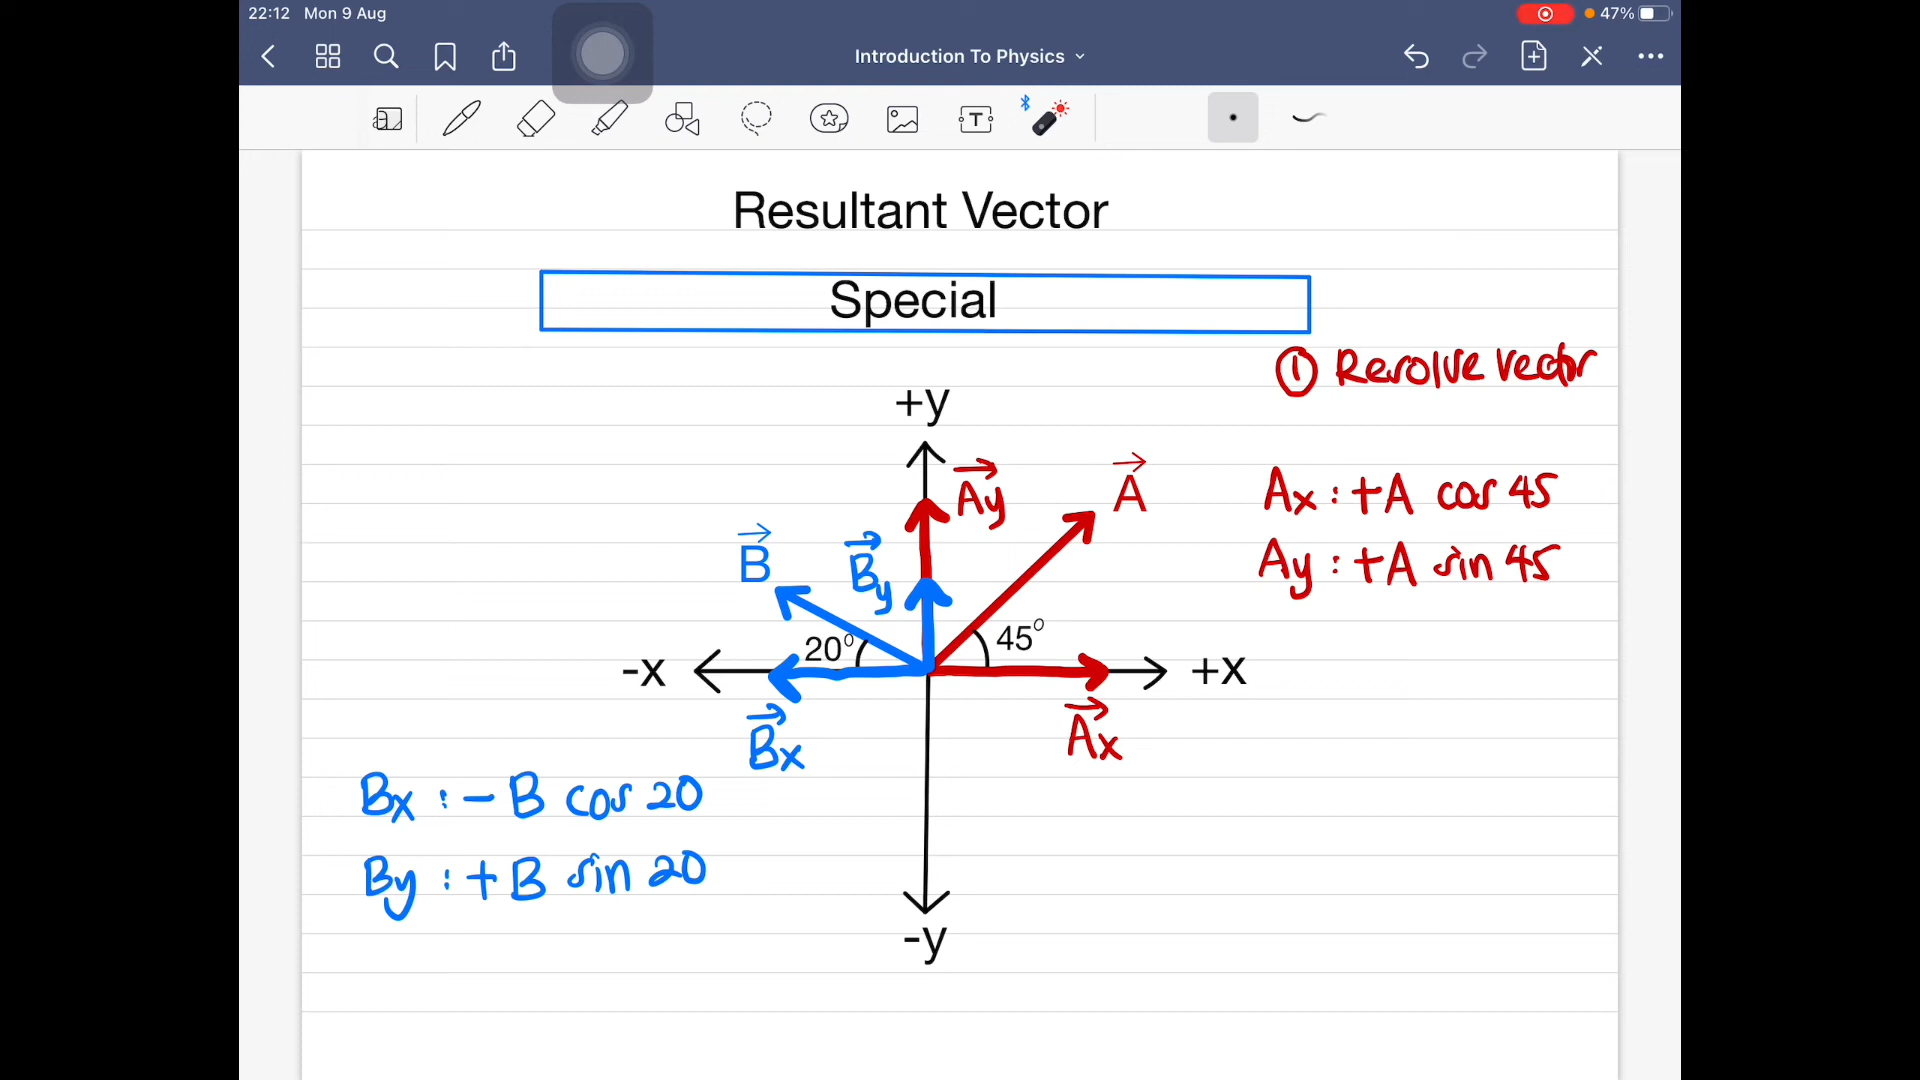 22:12 Mon 9 Aug
47%
Introduction To Physics
T
Resultant Vector
Special
① Resolve vector
+y
Ay
A
Ax : +A cos 45
B
By
Ay : +A sin 45
20°
45°
-x
+x
Bx
Ax
Bx : - B cos 20
By : + B sin 20
-y